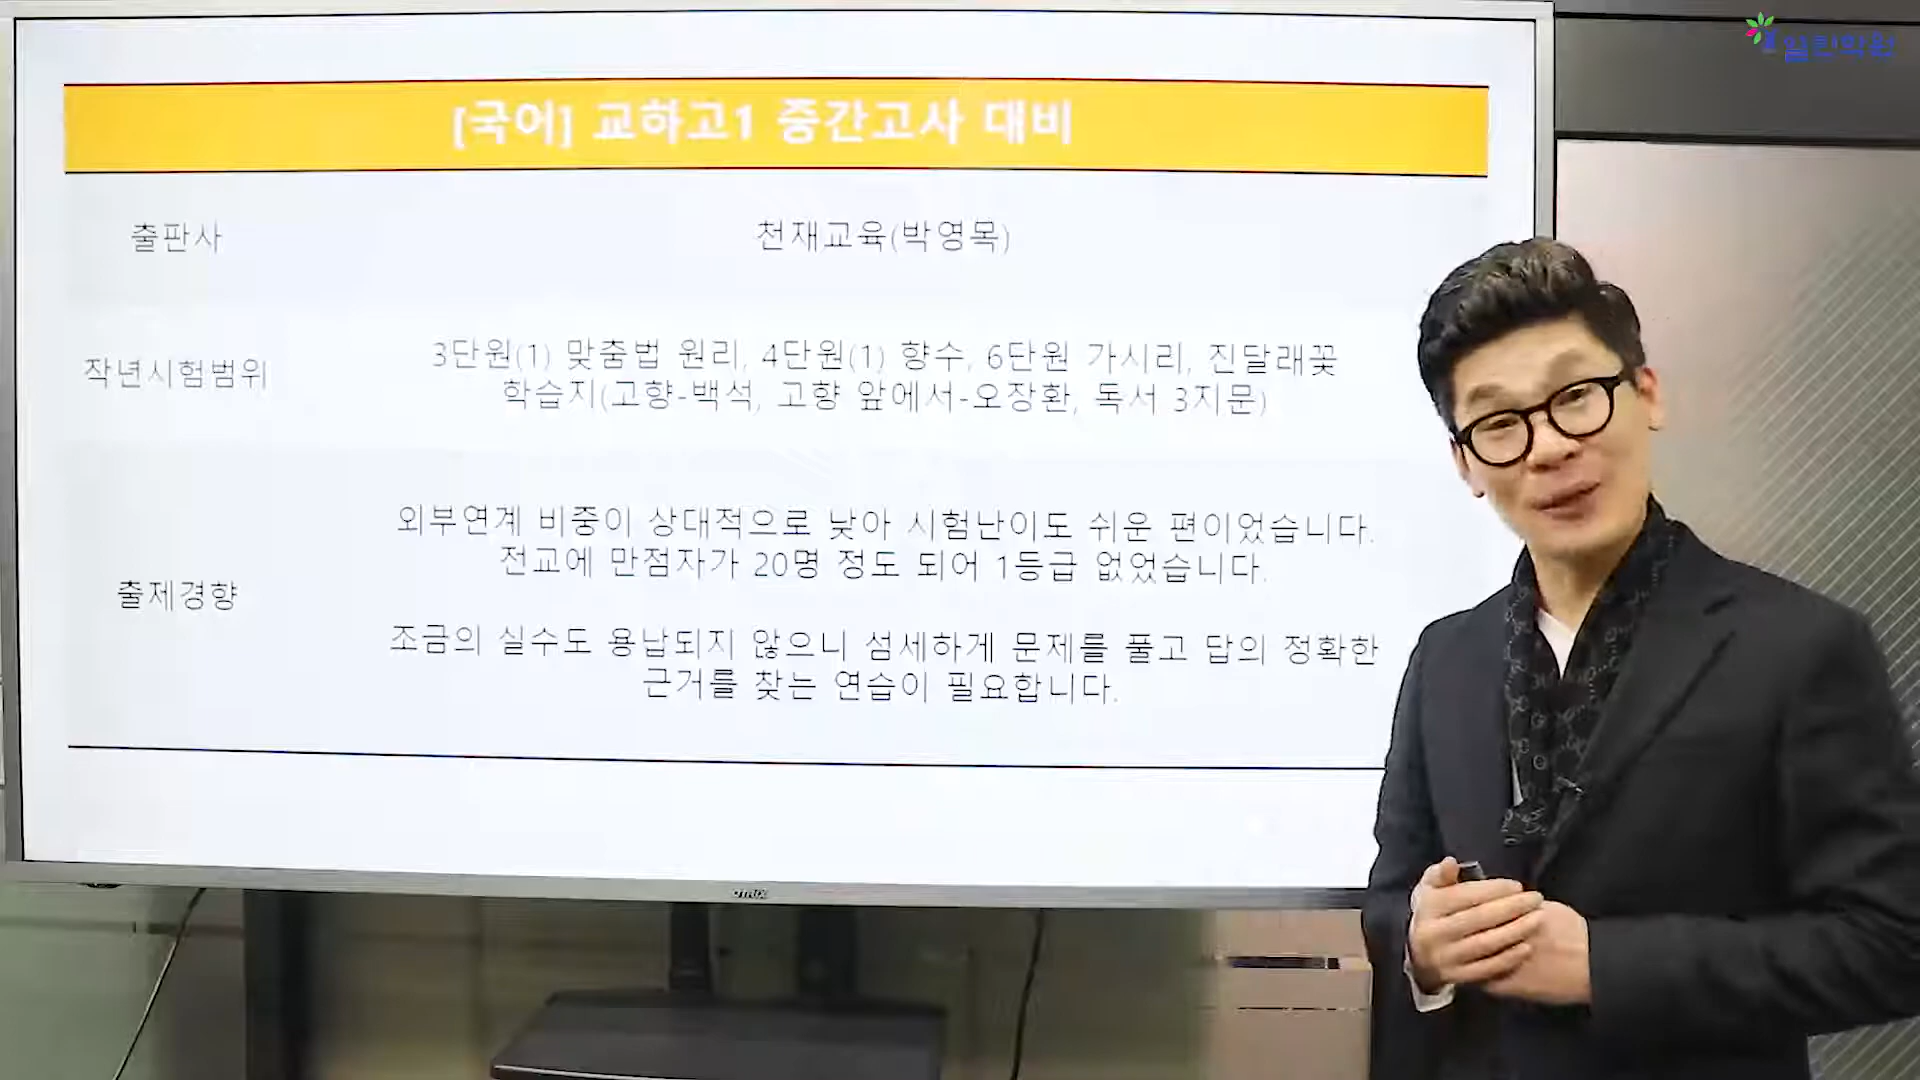 열린학원
[국어] 교하고1 중간고사 대비
출판사
천재교육(박영목)
작년시험범위
3단원(1) 맞춤법 원리, 4단원(1) 향수, 6단원 가시리, 진달래꽃
학습지(고향-백석, 고향 앞에서-오장환, 독서 3지문)
출제경향
외부연계 비중이 상대적으로 낮아 시험난이도 쉬운 편이었습니다.
전교에 만점자가 20명 정도 되어 1등급 없었습니다.
조금의 실수도 용납되지 않으니 섬세하게 문제를 풀고 답의 정확한
근거를 찾는 연습이 필요합니다.